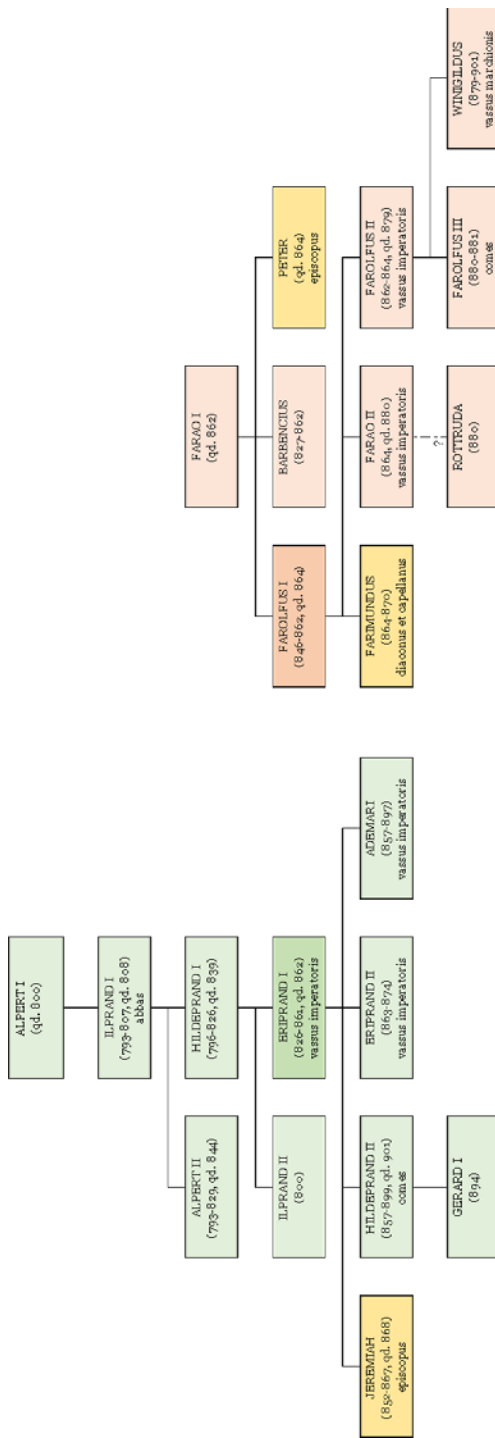 ALPERT I
(qd. 800)
ILPRAND I
(793-807, qd. 808)
abbas
ALPERT II
(793-829, qd. 844)
HILDEPRAND I
(796-826, qd. 839)
ILPRAND II
(800)
ERIPRAND I
(826-861, qd. 862)
vassus imperatoris
JEREMIAH
(852-867, qd. 868)
episcopus
HILDEPRAND II
(857-899, qd. 901)
comes
ERIPRAND II
(863-874)
vassus imperatoris
ADEMARI
(857-897)
vassus imperatoris
GERARD I
(894)
FARAO I
(qd. 862)
FAROLFUS I
(846-862, qd. 864)
BARBENCIUS
(827-862)
PETER
(qd. 864)
episcopus
FARIMUNDUS
(864-870)
diaconus et capellanus
FARAO II
(864, qd. 880)
vassus imperatoris
FAROLFUS II
(862-864, qd. 879)
vassus imperatoris
?
ROTTRUDA
(880)
FAROLFUS III
(880-881)
comes
WINIGILDUS
(879-901)
vassus marchionis